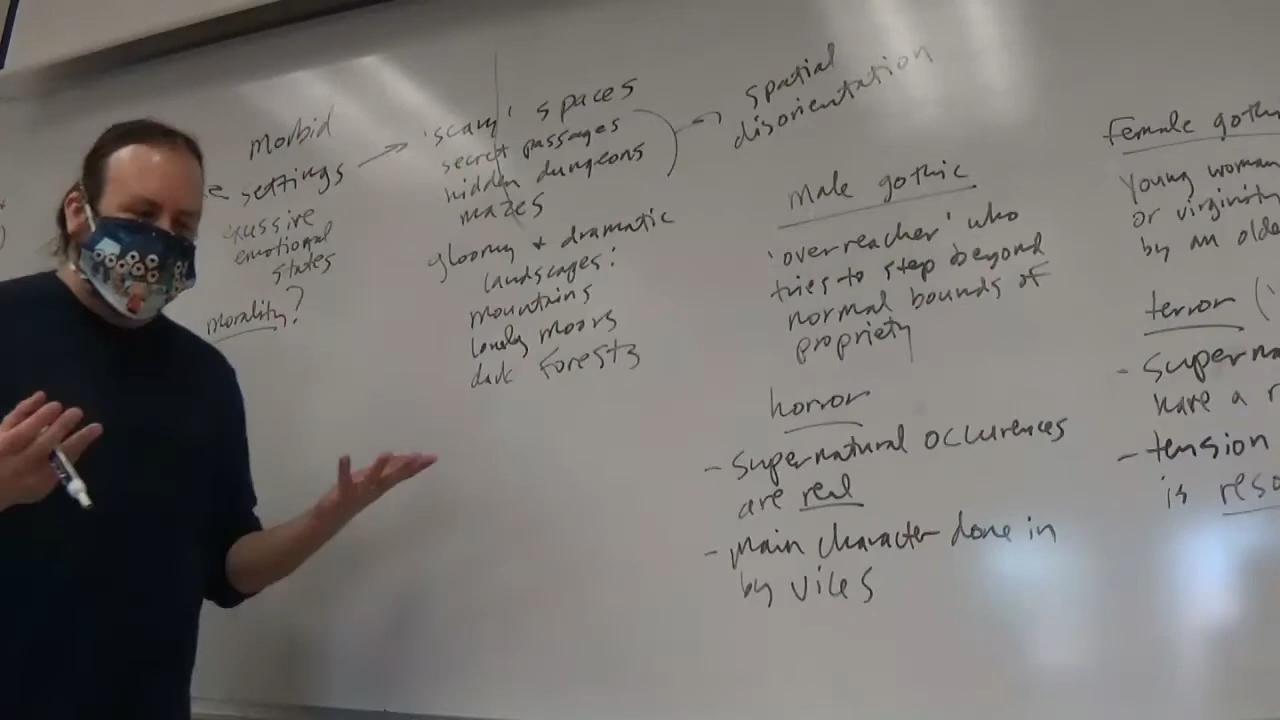 morbid
settings
excessive
emotional
states
morality?
'scary' spaces
secret passages
hidden dungeons
mazes
gloomy + dramatic
landscapes:
mountains
lonely moors
dark forests
spatial
disorientation
male gothic
'overreacher' who
tries to step beyond
normal bounds of
propriety
horror
- supernatural occurences
are real
- main character done in
by vices
female gothi
young woman
or virginity
by an olde
terror (
- superna
have a r
- tension
is reso